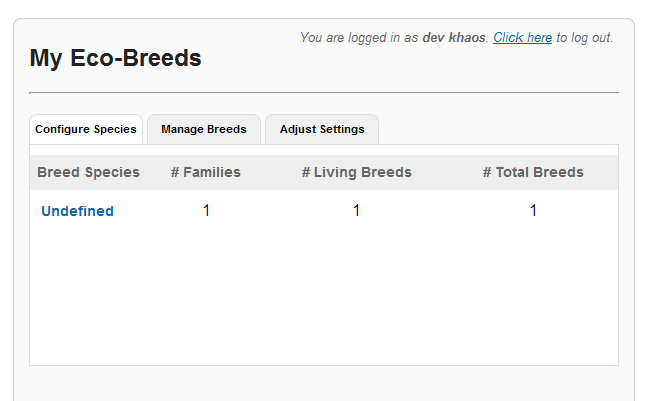 You are logged in as dev khaos. Click here to log out.
My Eco-Breeds
Configure Species Manage Breeds Adjust Settings
Breed Species # Families # Living Breeds # Total Breeds
Undefined 1 1 1